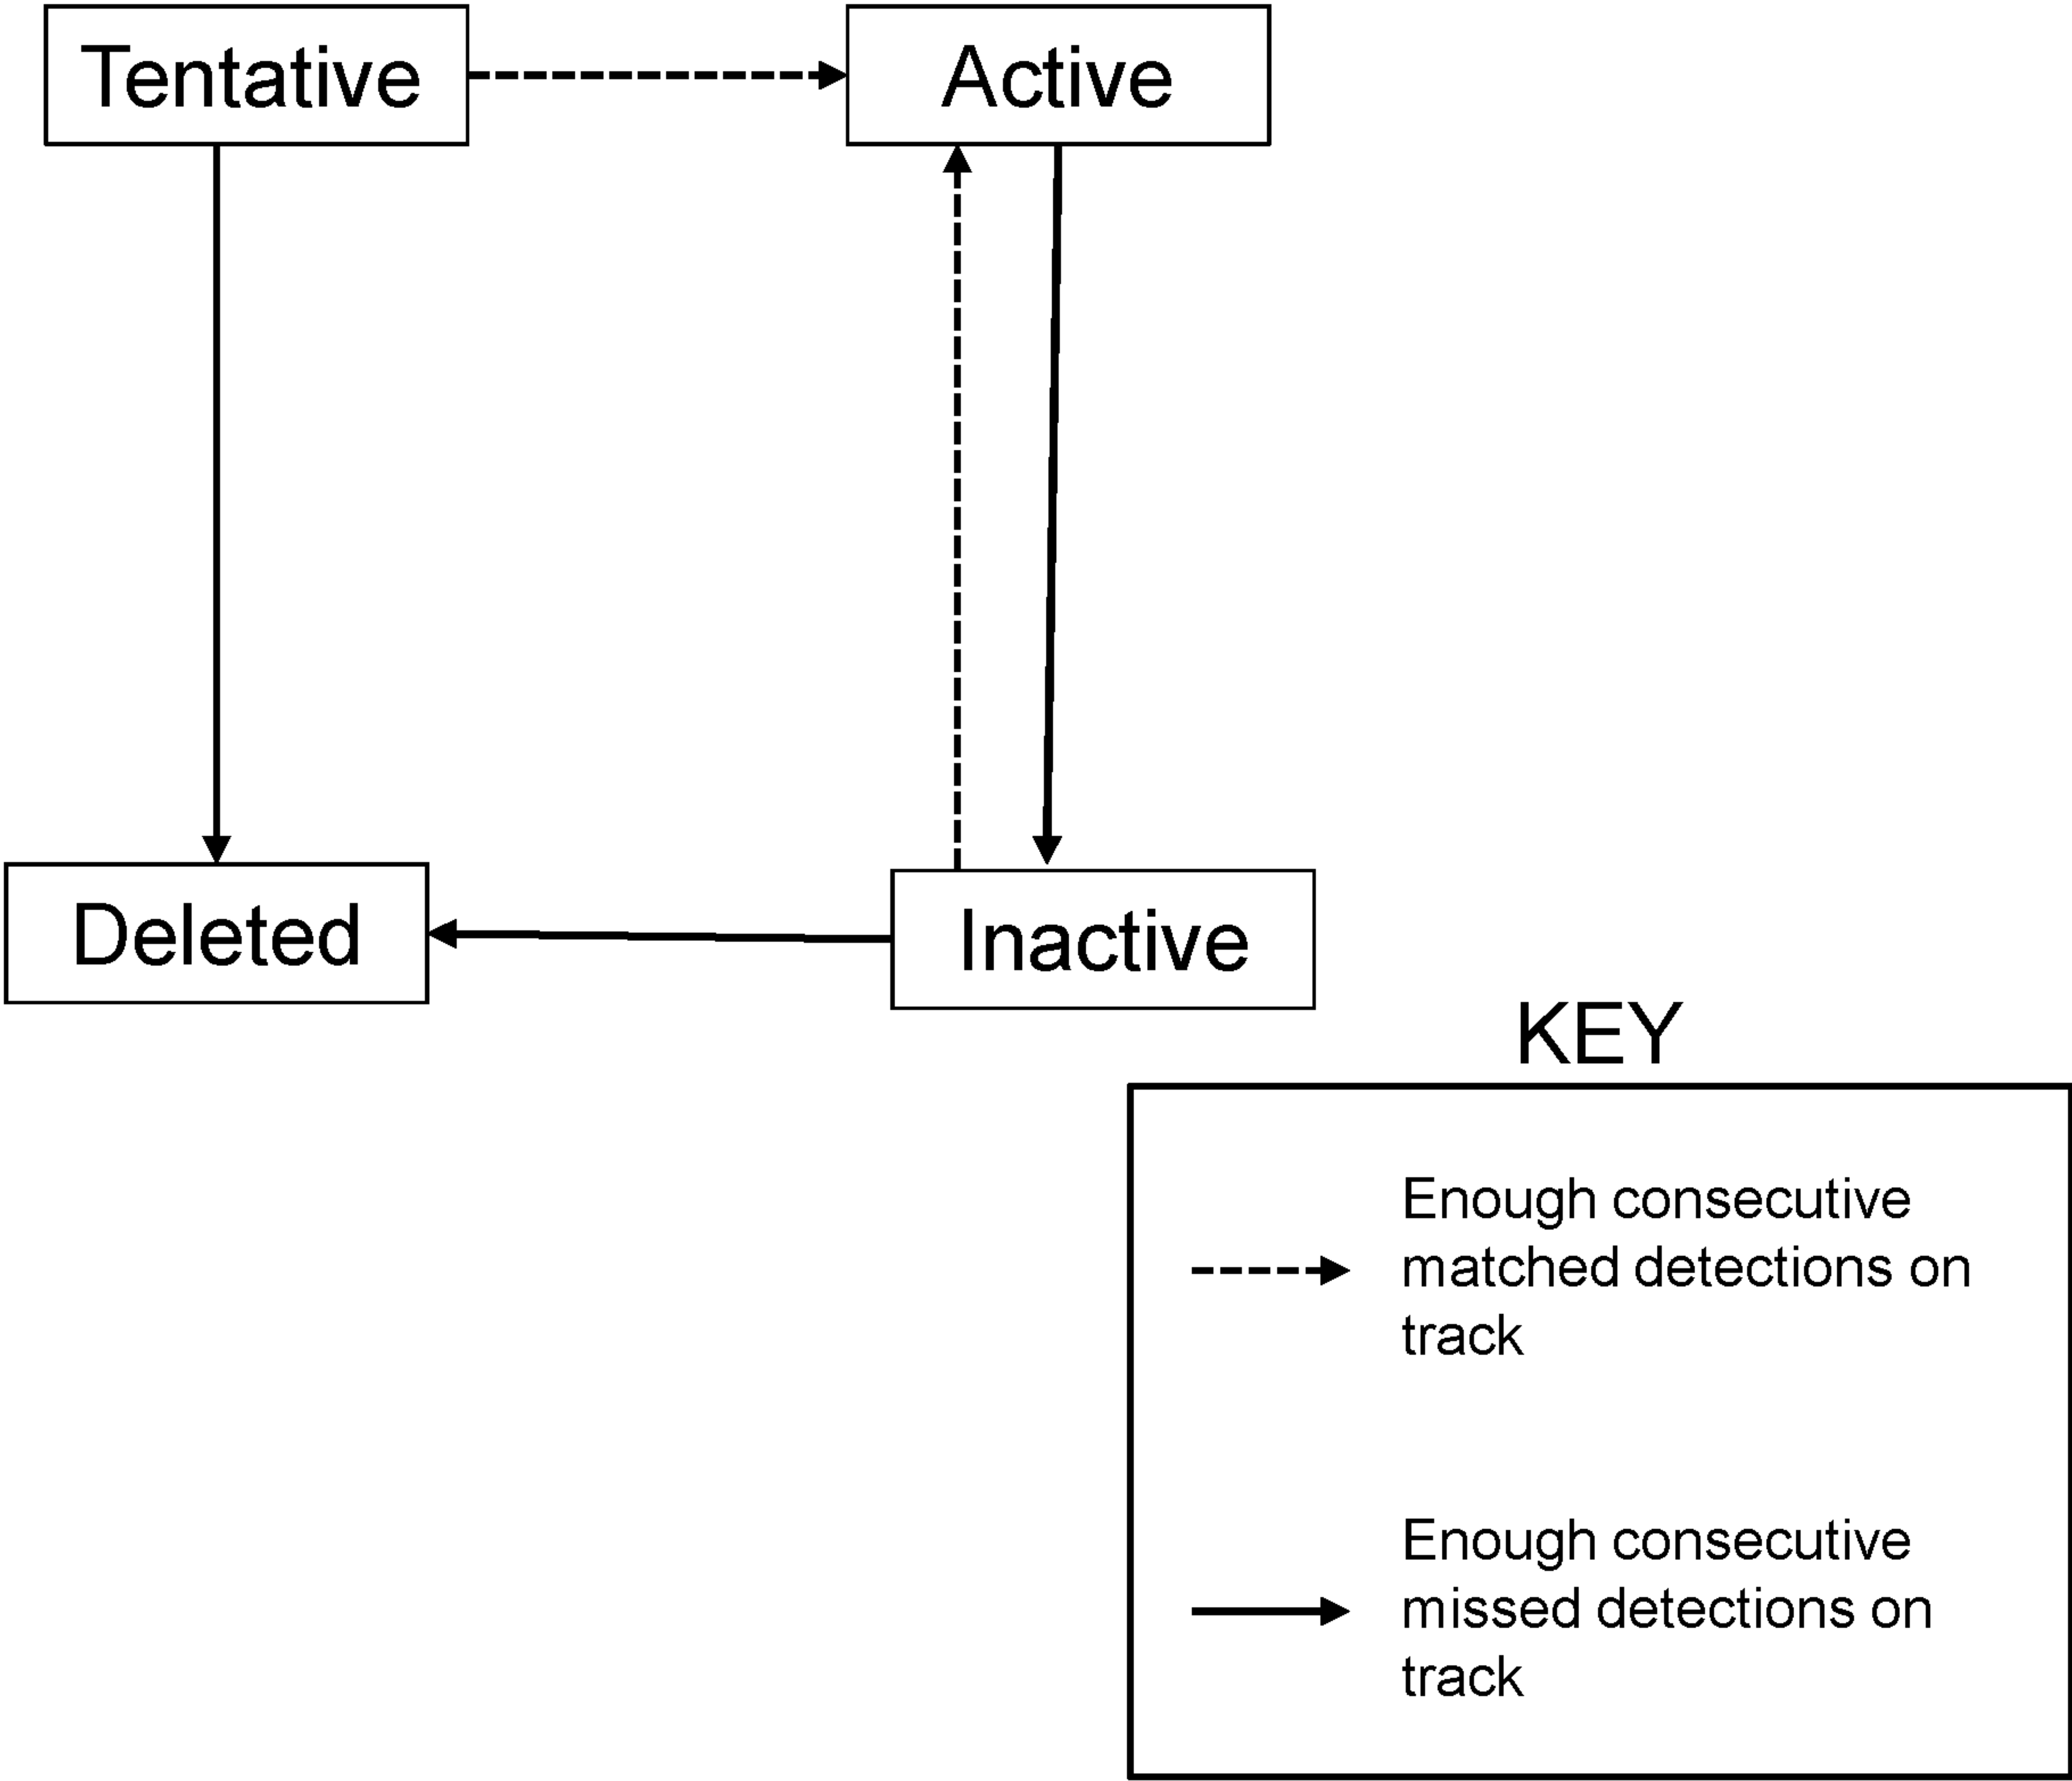 Tentative
Active
Deleted
Inactive
KEY
Enough consecutive
matched detections on
track
Enough consecutive
missed detections on
track